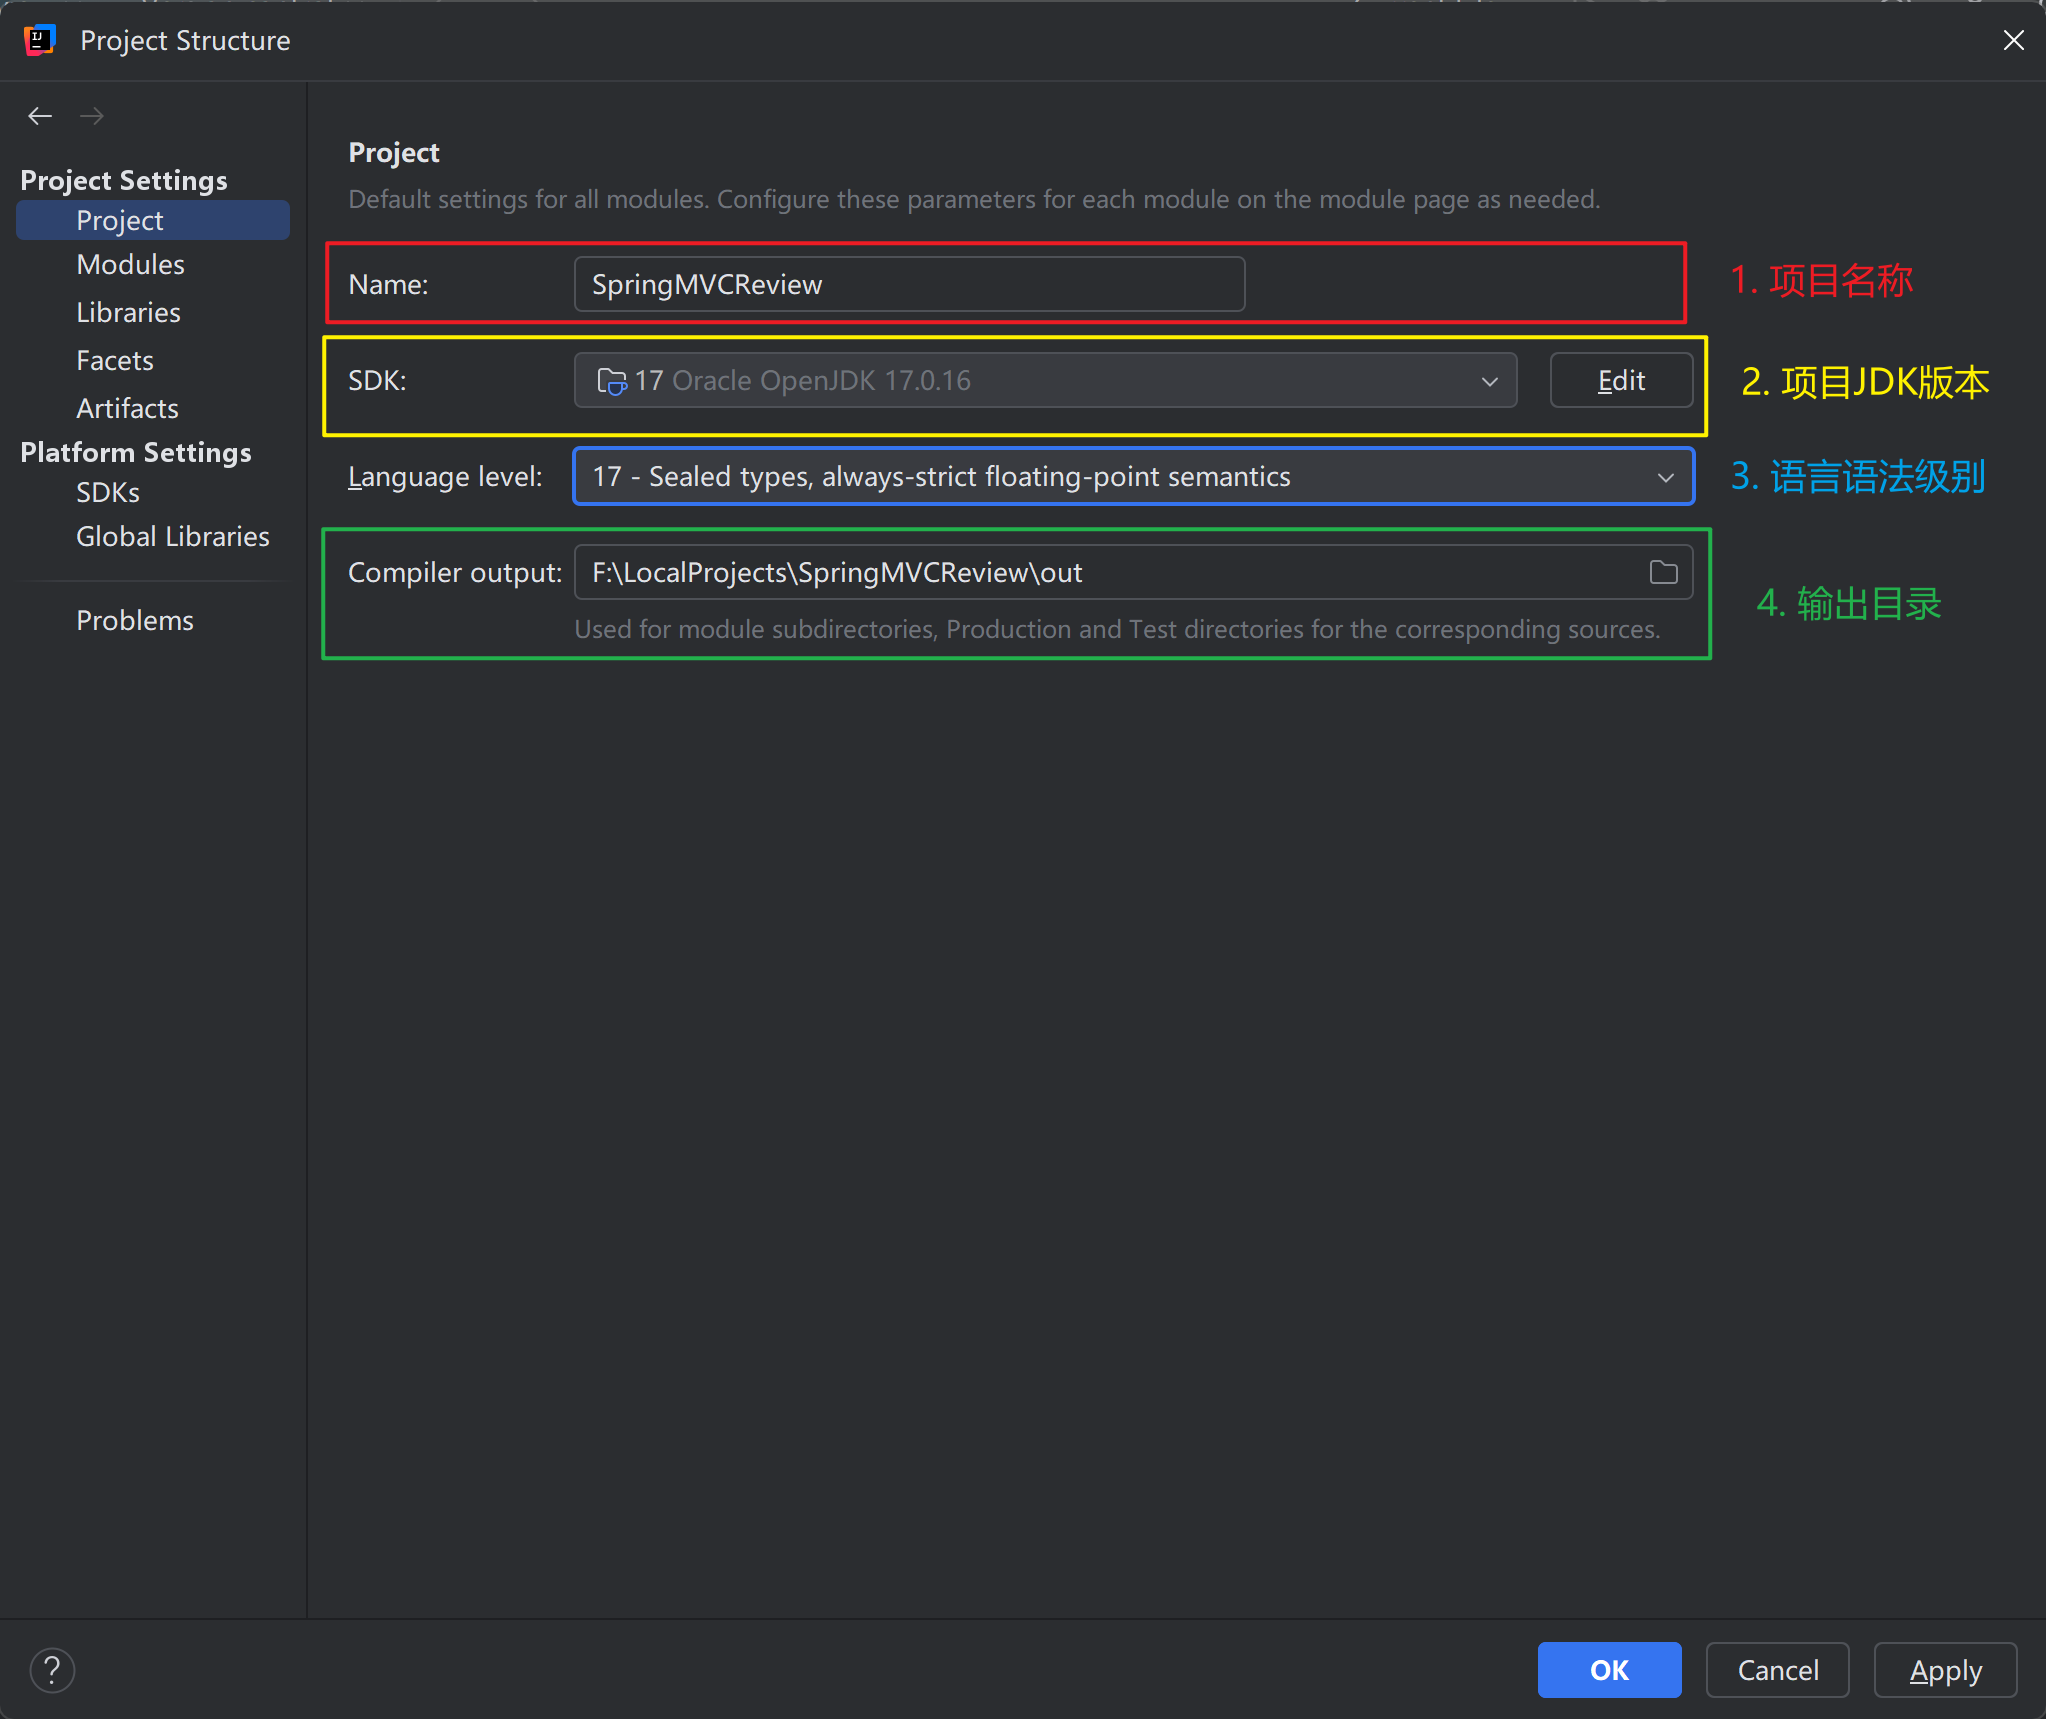 Project Structure
Project Settings
Project
Modules
Libraries
Facets
Artifacts
Platform Settings
SDKs
Global Libraries
Problems
Project
Default settings for all modules. Configure these parameters for each module on the module page as needed.
Name: SpringMVCReview 1. 项目名称
SDK: 17 Oracle OpenJDK 17.0.16 Edit 2. 项目JDK版本
Language level: 17 - Sealed types, always-strict floating-point semantics 3. 语言语法级别
Compiler output: F:\LocalProjects\SpringMVCReview\out
Used for module subdirectories, Production and Test directories for the corresponding sources.
4. 输出目录
? OK Cancel Apply